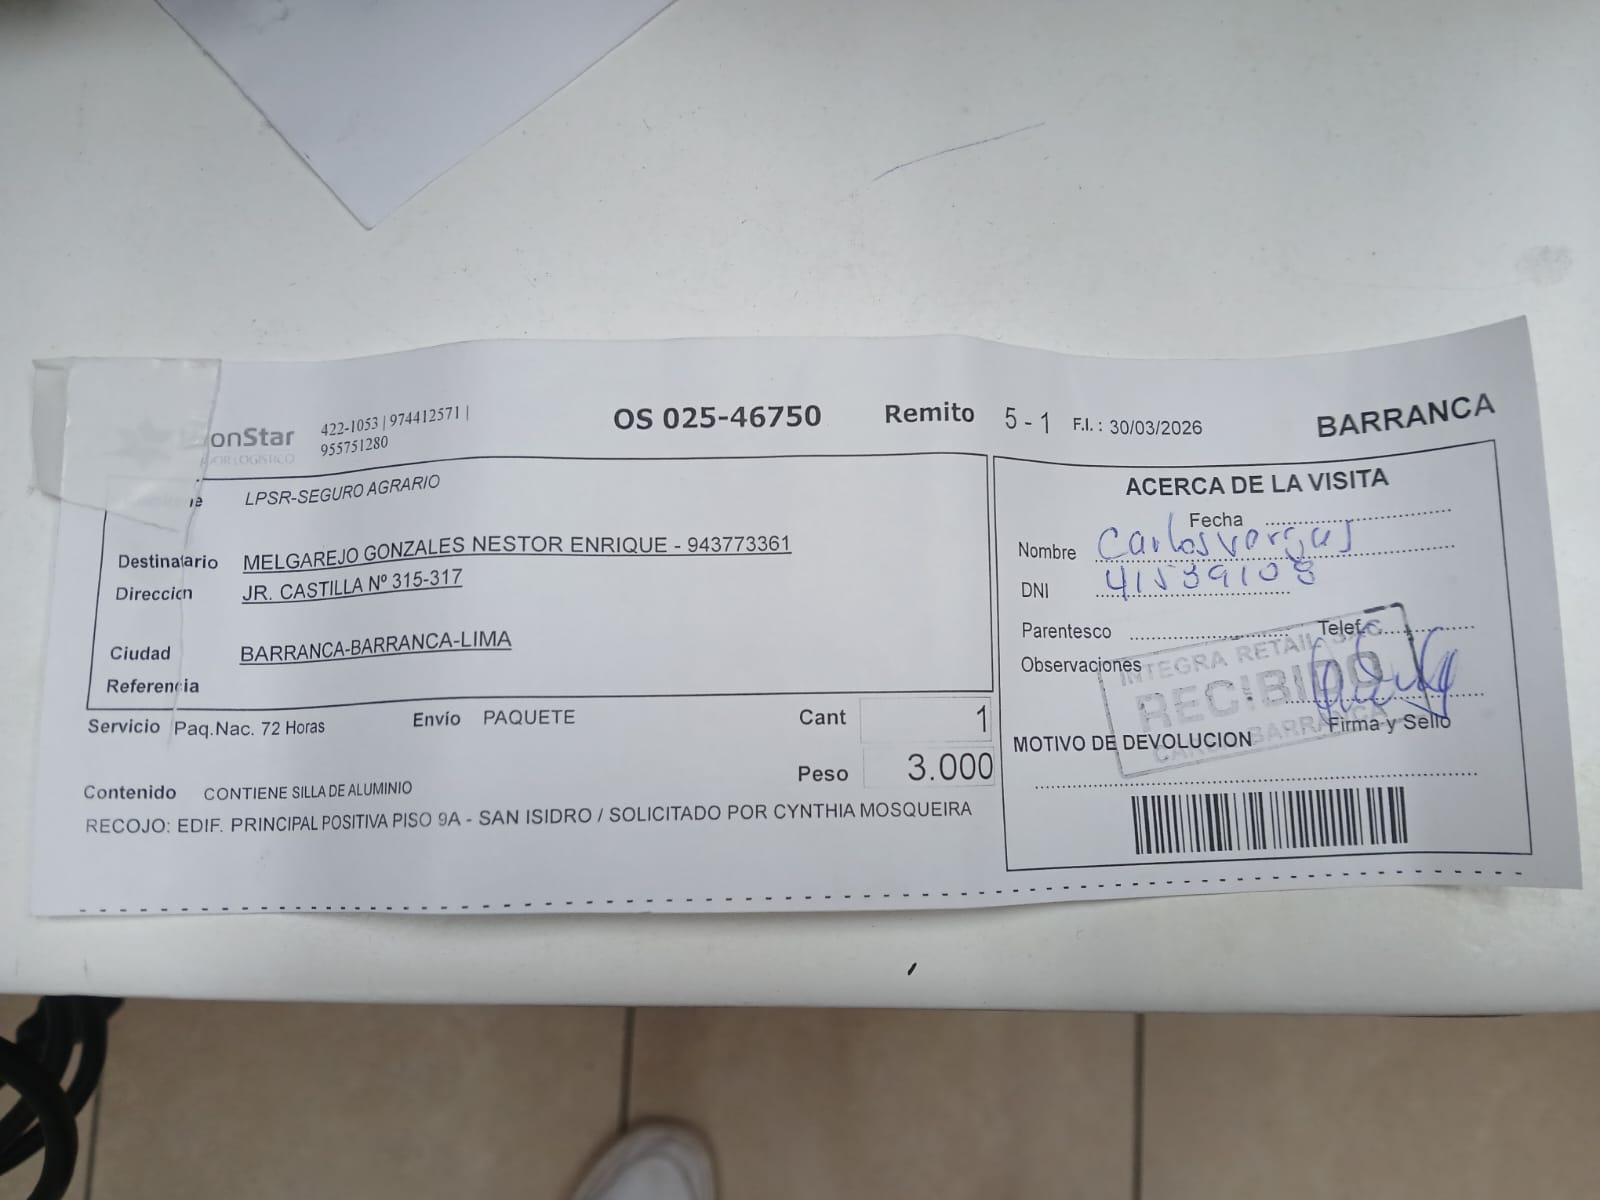 onStar
422-1053 | 974412571 |
955751280
OS 025-46750 Remito 5 - 1 F.I. : 30/03/2026 BARRANCA
LPSR-SEGURO AGRARIO
Destinatario MELGAREJO GONZALES NESTOR ENRIQUE - 943773361
Direccion JR. CASTILLA Nº 315-317
Ciudad BARRANCA-BARRANCA-LIMA
Referencia
Servicio Paq.Nac. 72 Horas Envío PAQUETE Cant 1
Peso 3.000
Contenido CONTIENE SILLA DE ALUMINIO
RECOJO: EDIF. PRINCIPAL POSITIVA PISO 9A - SAN ISIDRO / SOLICITADO POR CYNTHIA MOSQUEIRA
ACERCA DE LA VISITA
Fecha
Nombre Carlos Vargas
DNI 41539108
Parentesco Telef.
Observaciones
INTEGRA RETAIL S.A.C.
RECIBIDO
BARRANCA
Firma y Sello
MOTIVO DE DEVOLUCION